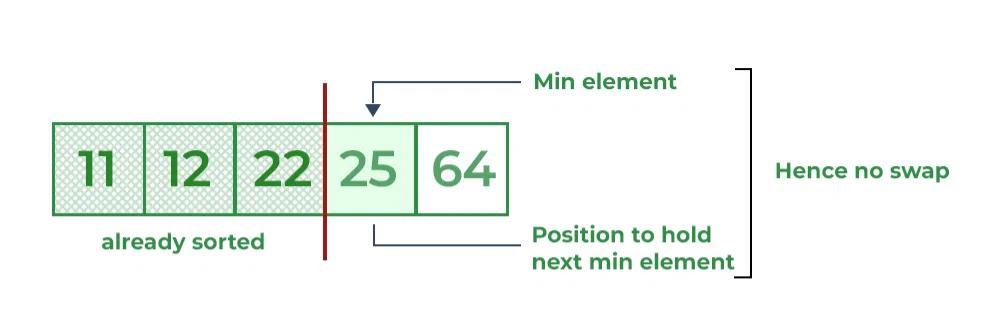 Min element
11 12 22 25 64
Hence no swap
already sorted
Position to hold
next min element